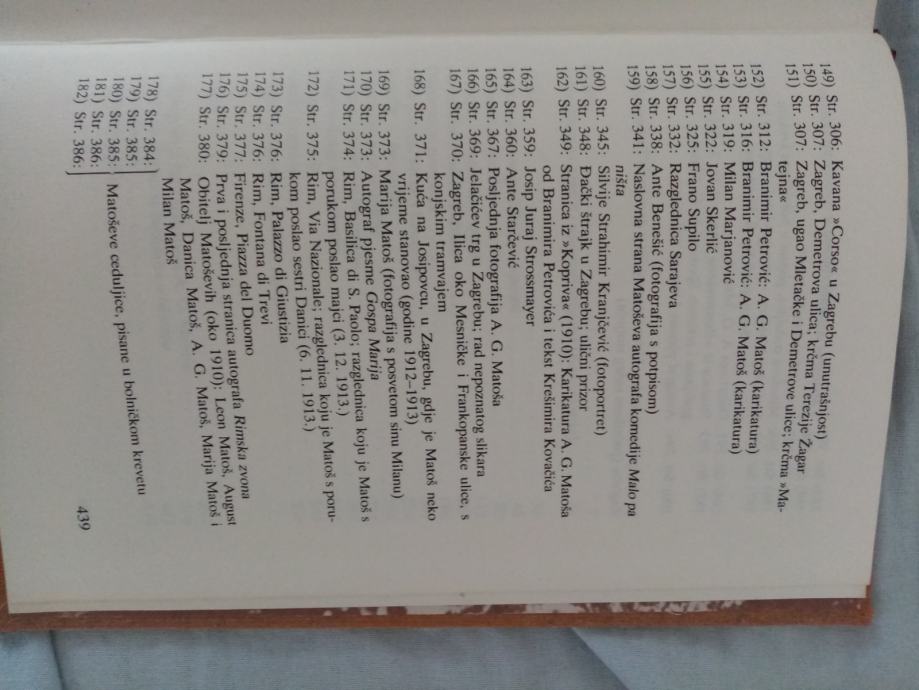 149) Str. 306: Kavana »Corso« u Zagrebu (unutrašnjost)
150) Str. 307: Zagreb, Demetrova ulica; krčma Terezije Žagar
151) Str. 307: Zagreb, ugao Mletačke i Demetrove ulice; krčma »Ma-
tejna«
152) Str. 312: Branimir Petrović: A. G. Matoš (karikatura)
153) Str. 316: Branimir Petrović: A. G. Matoš (karikatura)
154) Str. 319: Milan Marjanović
155) Str. 322: Jovan Skerlić
156) Str. 325: Frano Supilo
157) Str. 332: Razglednica Sarajeva
158) Str. 338: Ante Benešić (fotografija s potpisom)
159) Str. 341: Naslovna strana Matoševa autografa komedije Malo pa
ništa
160) Str. 345: Silvije Strahimir Kranjčević (fotoportret)
161) Str. 348: Đački štrajk u Zagrebu; ulični prizor
162) Str. 349: Stranica iz »Kopriva« (1910): Karikatura A. G. Matoša
od Branimira Petrovića i tekst Krešimira Kovačića
163) Str. 359: Josip Juraj Strossmayer
164) Str. 360: Ante Starčević
165) Str. 367: Posljednja fotografija A. G. Matoša
166) Str. 369: Jelačićev trg u Zagrebu; rad nepoznatog slikara
167) Str. 370: Zagreb, Ilica oko Mesničke i Frankopanske ulice, s
konjskim tramvajem
168) Str. 371: Kuća na Josipovcu, u Zagrebu, gdje je Matoš neko
vrijeme stanovao (godine 1912–1913)
169) Str. 373: Marija Matoš (fotografija s posvetom sinu Milanu)
170) Str. 373: Autograf pjesme Gospa Marija
171) Str. 374: Rim, Basilica di S. Paolo; razglednica koju je Matoš s
porukom poslao majci (3. 12. 1913.)
172) Str. 375: Rim, Via Nazionale; razglednica koju je Matoš s poru-
kom poslao sestri Danici (6. 11. 1913.)
173) Str. 376: Rim, Palazzo di Giustizia
174) Str. 376: Rim, Fontana di Trevi
175) Str. 377: Firenze, Piazza del Duomo
176) Str. 379: Prva i posljednja stranica autografa Rimska zvona
177) Str. 380: Obitelj Matoševih (oko 1910): Leon Matoš, August
Matoš, Danica Matoš, A. G. Matoš, Marija Matoš i
Milan Matoš
178) Str. 384:
179) Str. 385:
180) Str. 385: Matoševe ceduljice, pisane u bolničkom krevetu
181) Str. 386:
182) Str. 386:
439